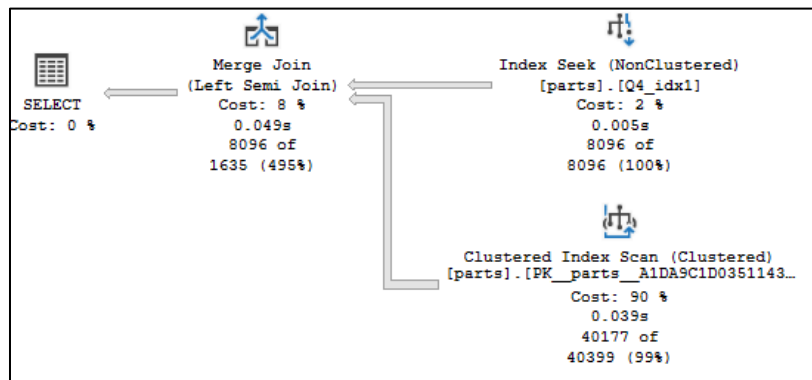 SELECT
Cost: 0 %
Merge Join
(Left Semi Join)
Cost: 8 %
0.049s
8096 of
1635 (495%)
Index Seek (NonClustered)
[parts].[Q4_idx1]
Cost: 2 %
0.005s
8096 of
8096 (100%)
Clustered Index Scan (Clustered)
[parts].[PK__parts__A1DA9C1D0351143…
Cost: 90 %
0.039s
40177 of
40399 (99%)